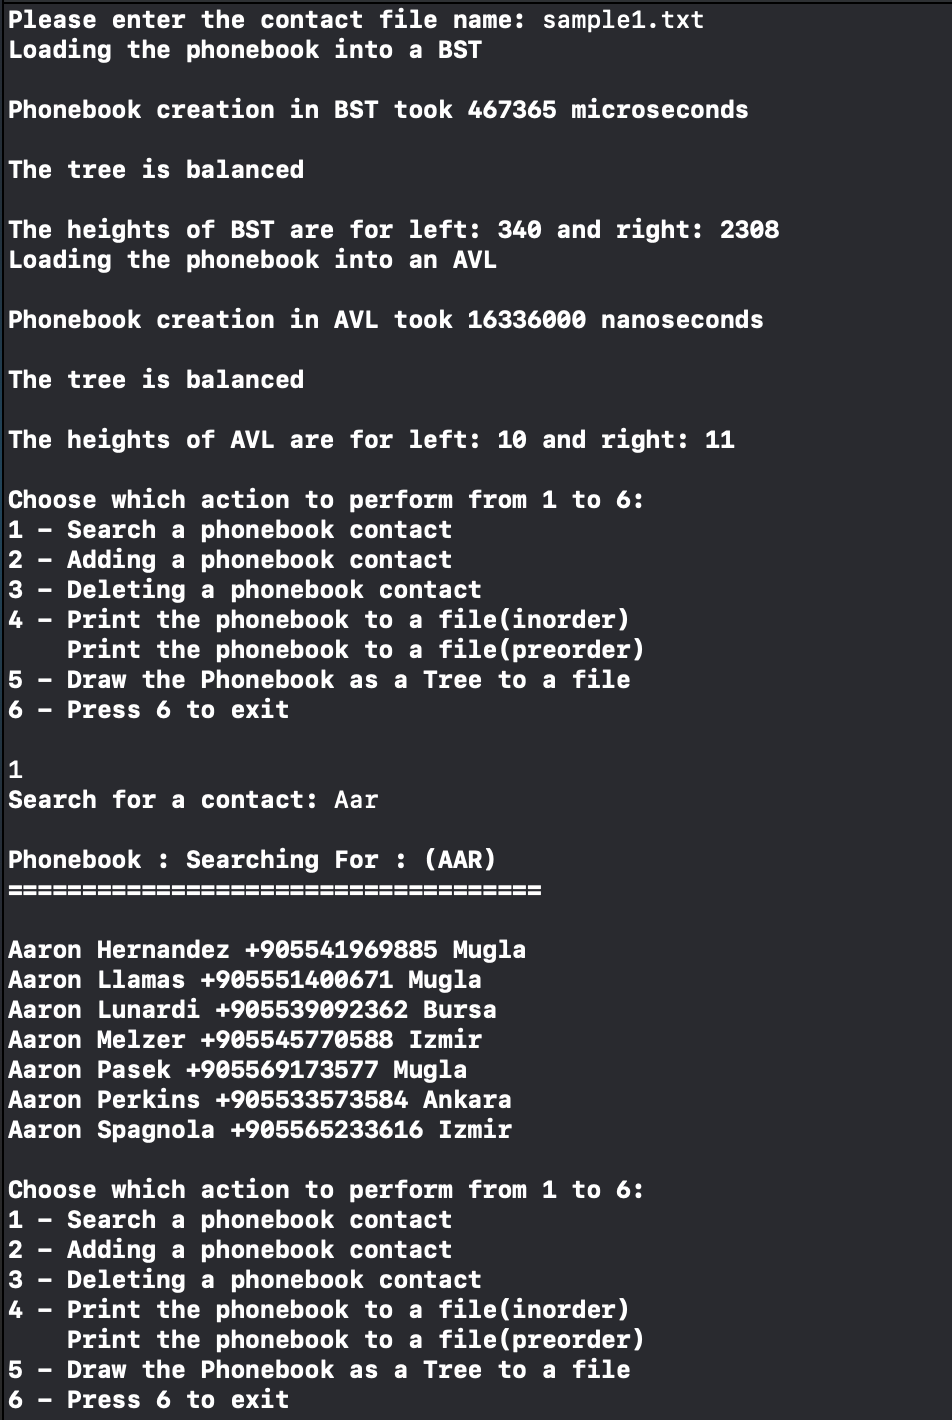 Please enter the contact file name: sample1.txt
Loading the phonebook into a BST
Phonebook creation in BST took 467365 microseconds
The tree is balanced
The heights of BST are for left: 340 and right: 2308
Loading the phonebook into an AVL
Phonebook creation in AVL took 16336000 nanoseconds
The tree is balanced
The heights of AVL are for left: 10 and right: 11
Choose which action to perform from 1 to 6:
1 – Search a phonebook contact
2 – Adding a phonebook contact
3 – Deleting a phonebook contact
4 – Print the phonebook to a file(inorder)
    Print the phonebook to a file(preorder)
5 – Draw the Phonebook as a Tree to a file
6 – Press 6 to exit
1
Search for a contact: Aar
Phonebook : Searching For : (AAR)
====================================
Aaron Hernandez +905541969885 Mugla
Aaron Llamas +905551400671 Mugla
Aaron Lunardi +905539092362 Bursa
Aaron Melzer +905545770588 Izmir
Aaron Pasek +905569173577 Mugla
Aaron Perkins +905533573584 Ankara
Aaron Spagnola +905565233616 Izmir
Choose which action to perform from 1 to 6:
1 – Search a phonebook contact
2 – Adding a phonebook contact
3 – Deleting a phonebook contact
4 – Print the phonebook to a file(inorder)
    Print the phonebook to a file(preorder)
5 – Draw the Phonebook as a Tree to a file
6 – Press 6 to exit